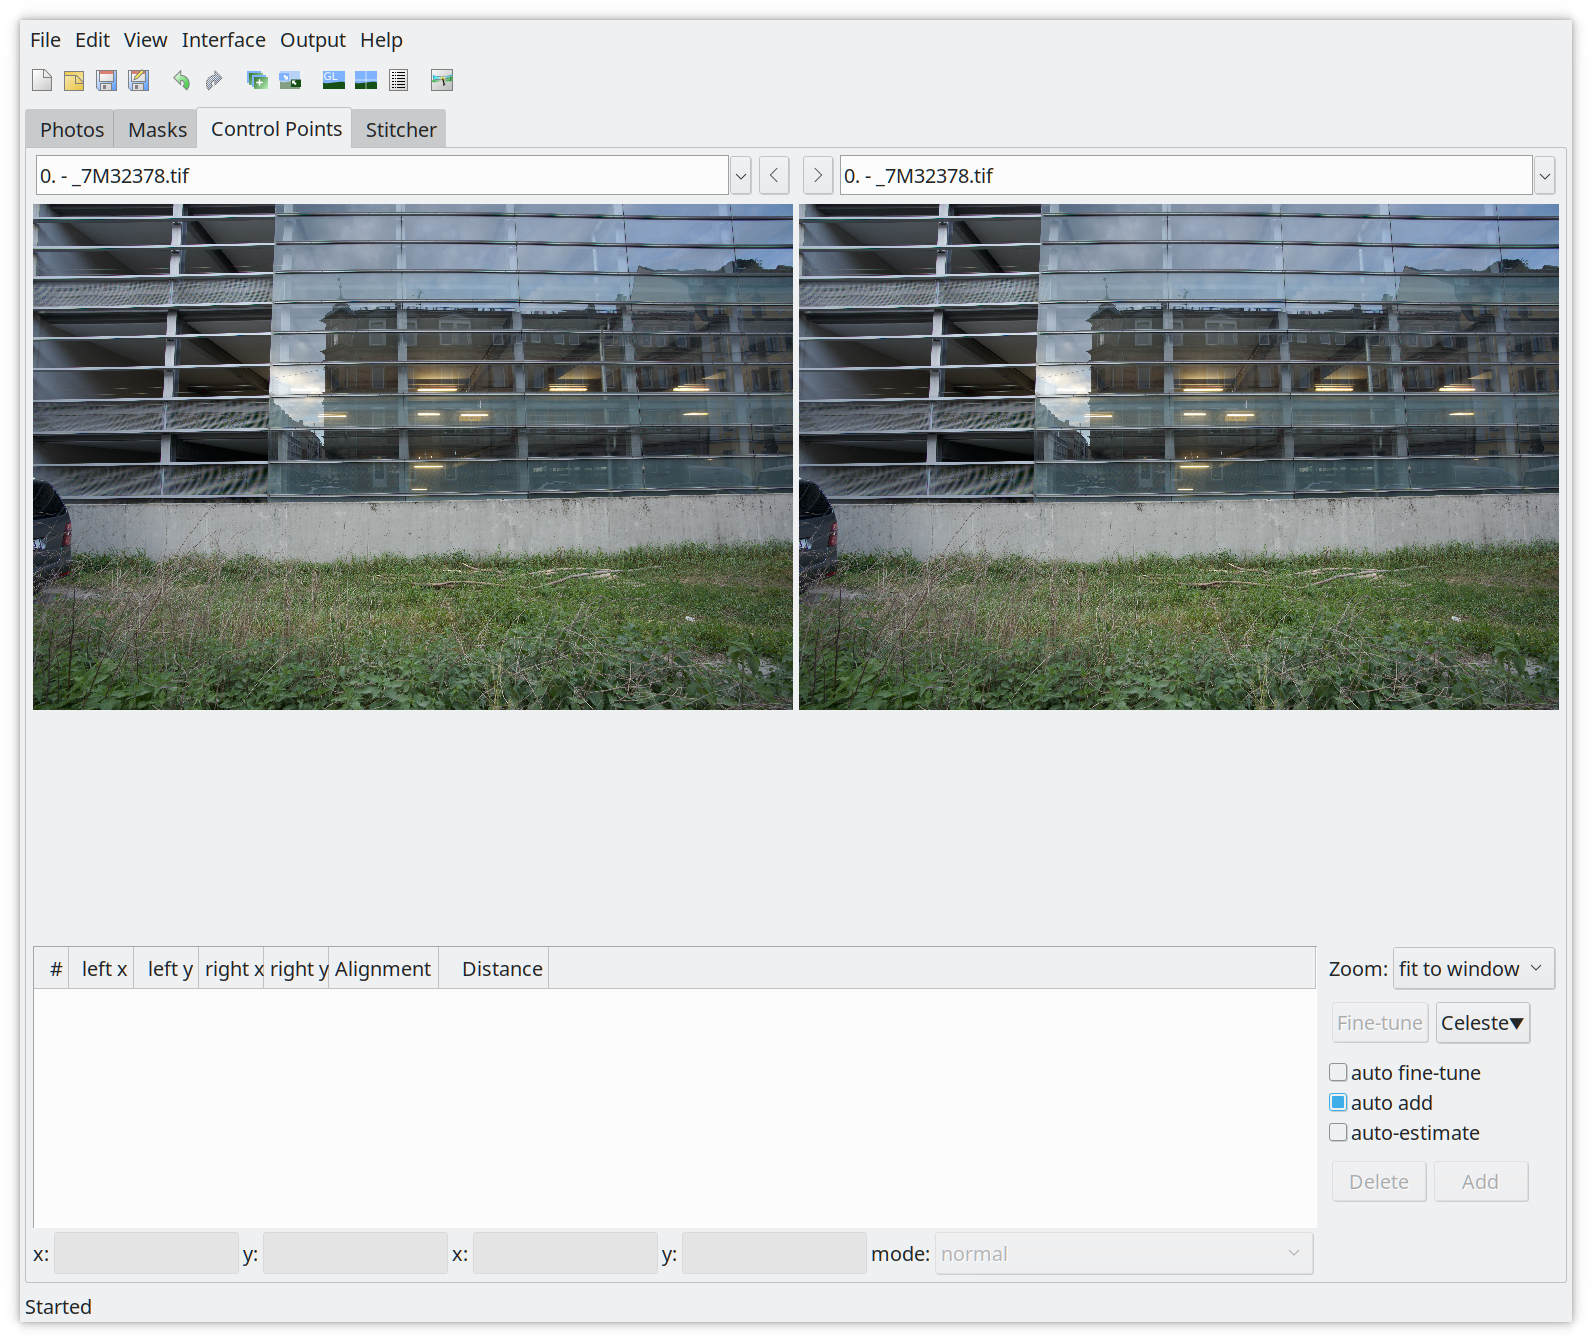 File Edit View Interface Output Help
GL
Photos Masks Control Points Stitcher
0. - _7M32378.tif < > 0. - _7M32378.tif
# left x left y right x right y Alignment Distance
Zoom: fit to window
Fine-tune Celeste▼
auto fine-tune
auto add
auto-estimate
Delete Add
x: y: x: y: mode: normal
Started